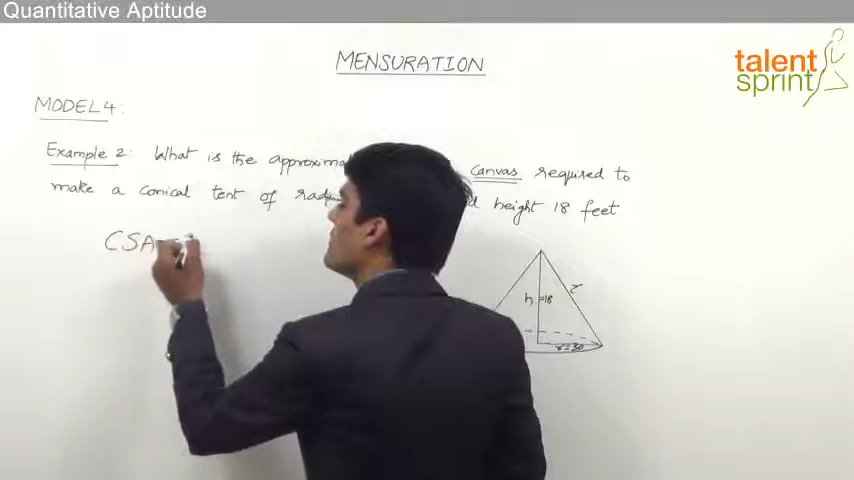 Quantitative Aptitude
MENSURATION
talent
sprint
MODEL 4:
Example 2: What is the canvas required to
make a conical tent of height 18 feet
CSA =
h =18
r=30